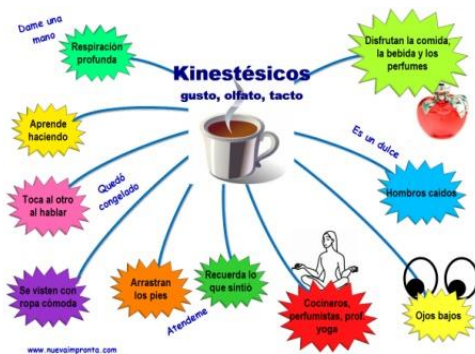 Dame una
mano
Respiración
profunda
Kinestésicos
gusto, olfato, tacto
Disfrutan la comida,
la bebida y los
perfumes
Aprende
haciendo
Es un dulce
Toca al otro
al hablar
Quedó
congelado
Hombros caidos
Se visten con
ropa cómoda
Arrastran
los pies
Atendeme
Recuerda lo
que sintió
Cocineros,
perfumistas, prof.
yoga
Ojos bajos
www.nuevaimpronta.com